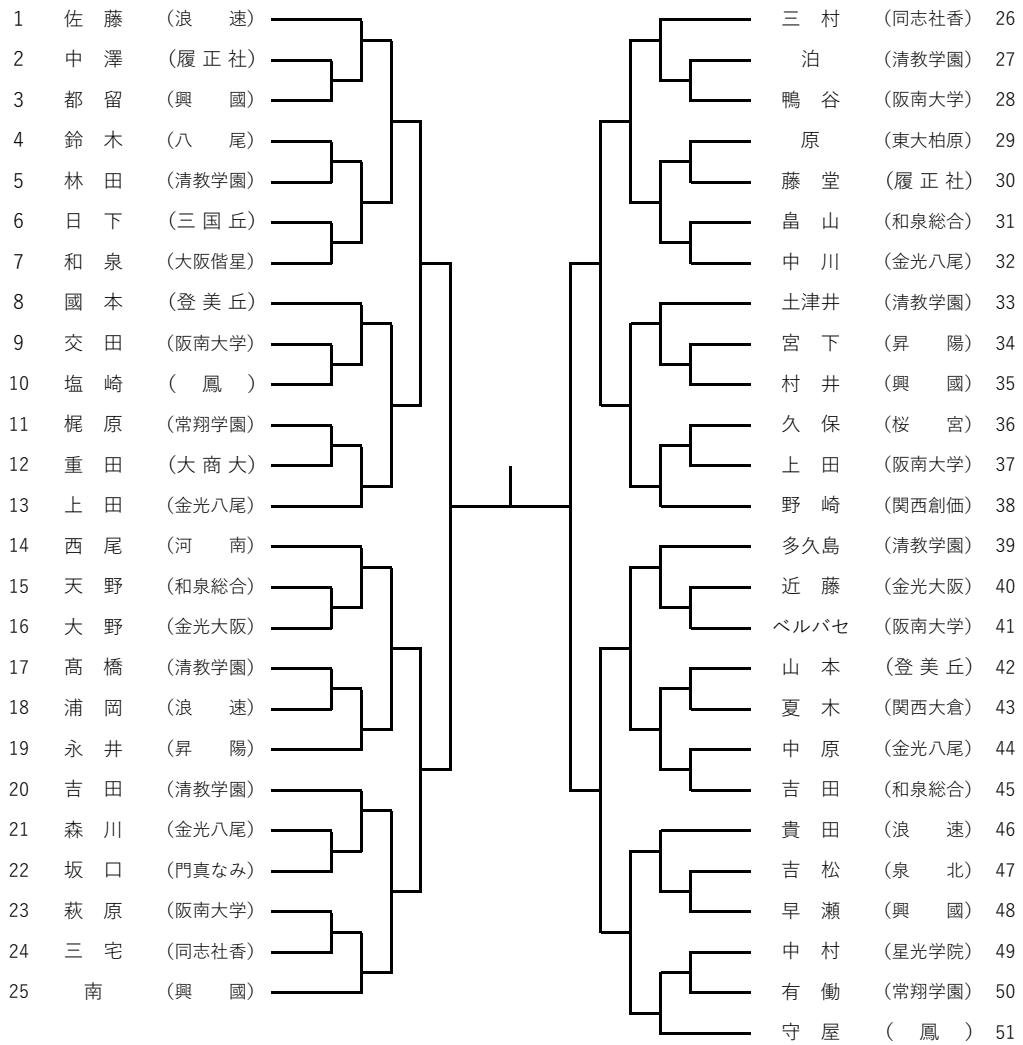 1 佐藤 (浪速)
2 中澤 (履正社)
3 都留 (興國)
4 鈴木 (八尾)
5 林田 (清教学園)
6 日下 (三国丘)
7 和泉 (大阪偕星)
8 國本 (登美丘)
9 交田 (阪南大学)
10 塩崎 (鳳)
11 梶原 (常翔学園)
12 重田 (大商大)
13 上田 (金光八尾)
14 西尾 (河南)
15 天野 (和泉総合)
16 大野 (金光大阪)
17 髙橋 (清教学園)
18 浦岡 (浪速)
19 永井 (昇陽)
20 吉田 (清教学園)
21 森川 (金光八尾)
22 坂口 (門真なみ)
23 萩原 (阪南大学)
24 三宅 (同志社香)
25 南 (興國)
三村 (同志社香) 26
泊 (清教学園) 27
鴨谷 (阪南大学) 28
原 (東大柏原) 29
藤堂 (履正社) 30
畠山 (和泉総合) 31
中川 (金光八尾) 32
土津井 (清教学園) 33
宮下 (昇陽) 34
村井 (興國) 35
久保 (桜宮) 36
上田 (阪南大学) 37
野崎 (関西創価) 38
多久島 (清教学園) 39
近藤 (金光大阪) 40
ベルバセ (阪南大学) 41
山本 (登美丘) 42
夏木 (関西大倉) 43
中原 (金光八尾) 44
吉田 (和泉総合) 45
貴田 (浪速) 46
吉松 (泉北) 47
早瀬 (興國) 48
中村 (星光学院) 49
有働 (常翔学園) 50
守屋 (鳳) 51